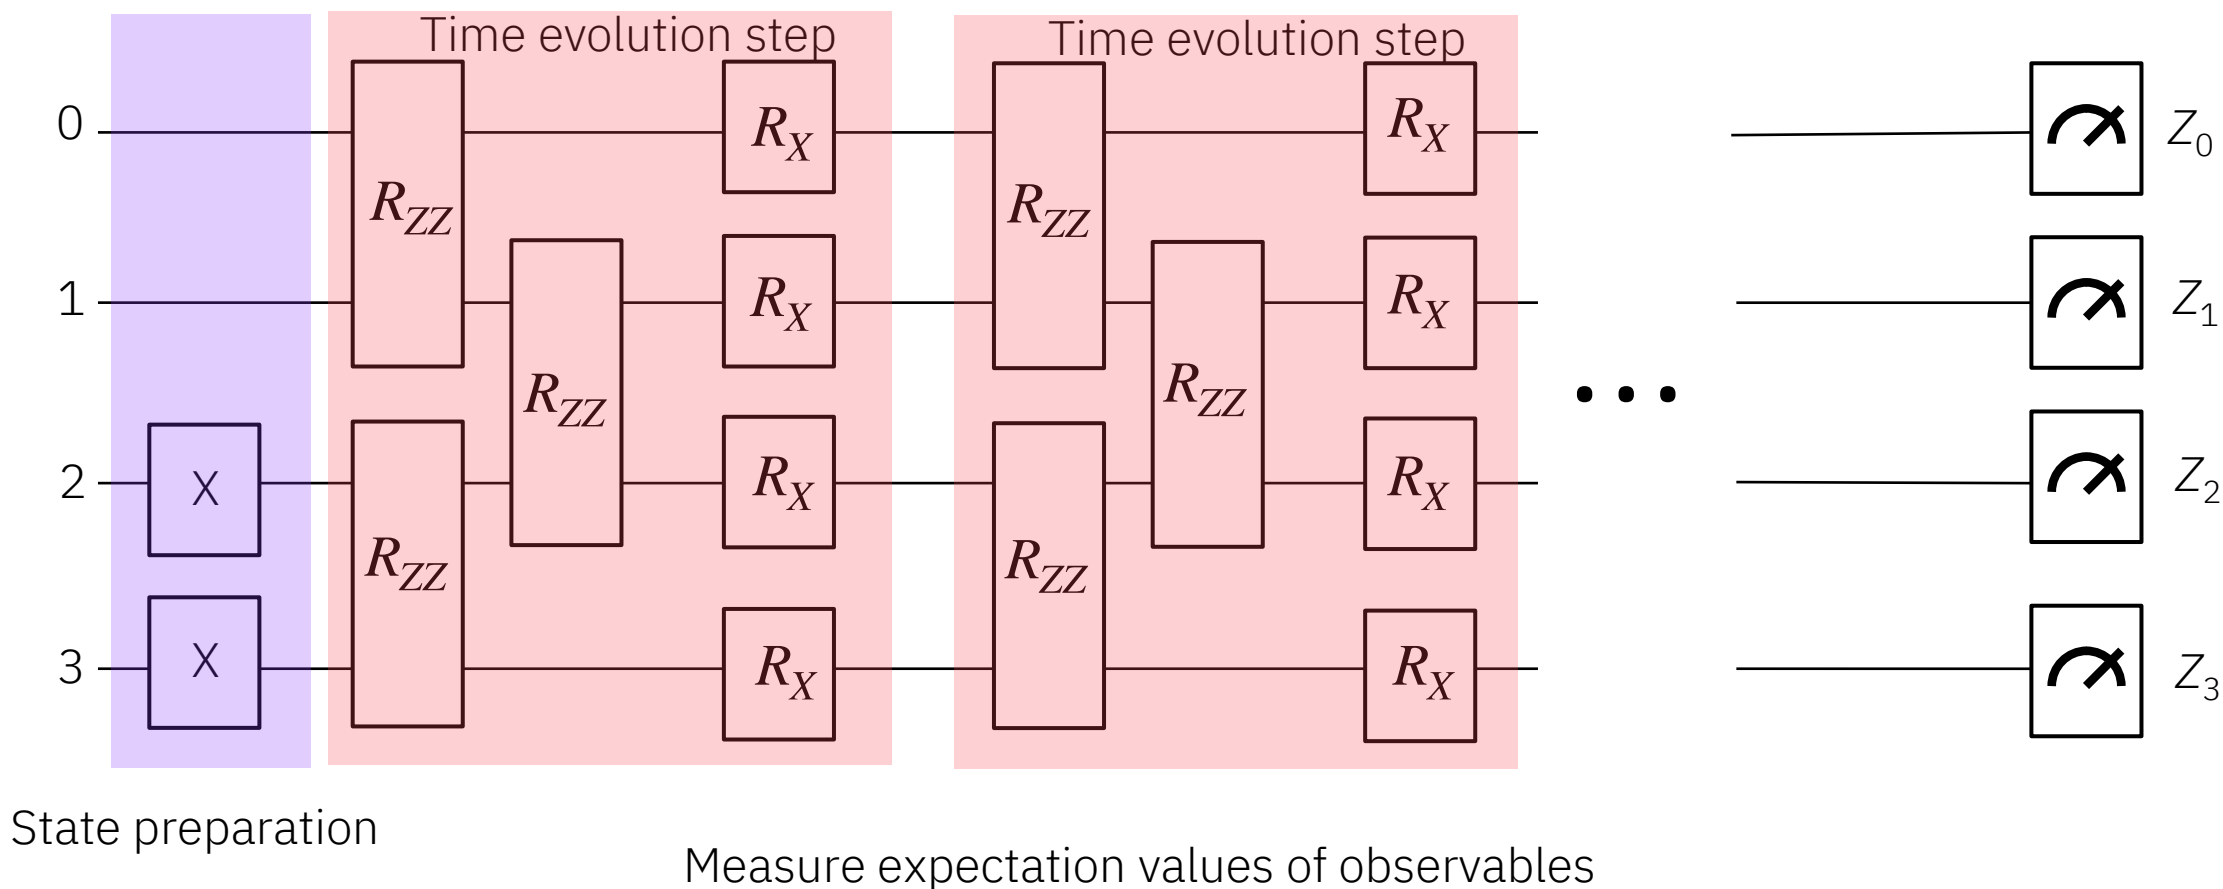 Time evolution step
Time evolution step
0
R_X
R_X
Z_0
R_ZZ
R_ZZ
1
R_X
R_X
Z_1
R_ZZ
R_ZZ
2
X
R_X
R_X
Z_2
R_ZZ
R_ZZ
3
X
R_X
R_X
Z_3
State preparation
Measure expectation values of observables